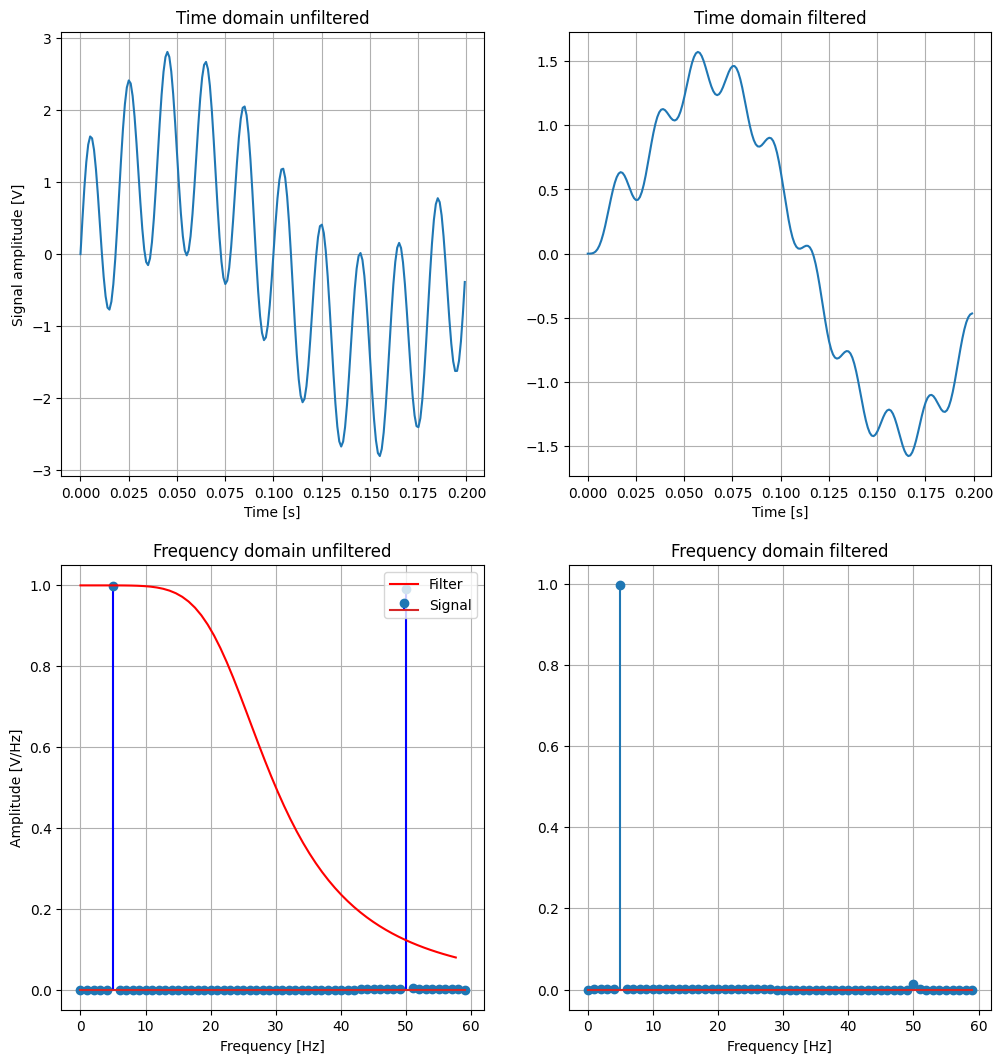 Time domain unfiltered
3
2
1
0
−1
−2
−3
Signal amplitude [V]
0.000 0.025 0.050 0.075 0.100 0.125 0.150 0.175 0.200
Time [s]
Time domain filtered
1.5
1.0
0.5
0.0
−0.5
−1.0
−1.5
0.000 0.025 0.050 0.075 0.100 0.125 0.150 0.175 0.200
Time [s]
Frequency domain unfiltered
Filter
Signal
1.0
0.8
0.6
0.4
0.2
0.0
Amplitude [V/Hz]
0 10 20 30 40 50 60
Frequency [Hz]
Frequency domain filtered
1.0
0.8
0.6
0.4
0.2
0.0
0 10 20 30 40 50 60
Frequency [Hz]